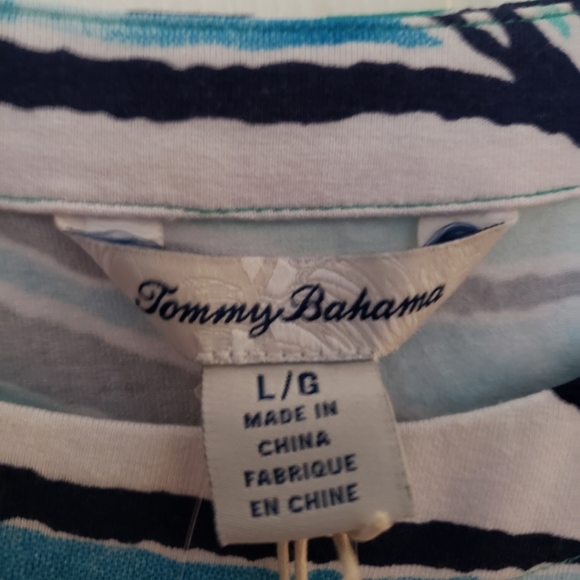 Tommy Bahama
L/G
MADE IN
CHINA
FABRIQUE
EN CHINE